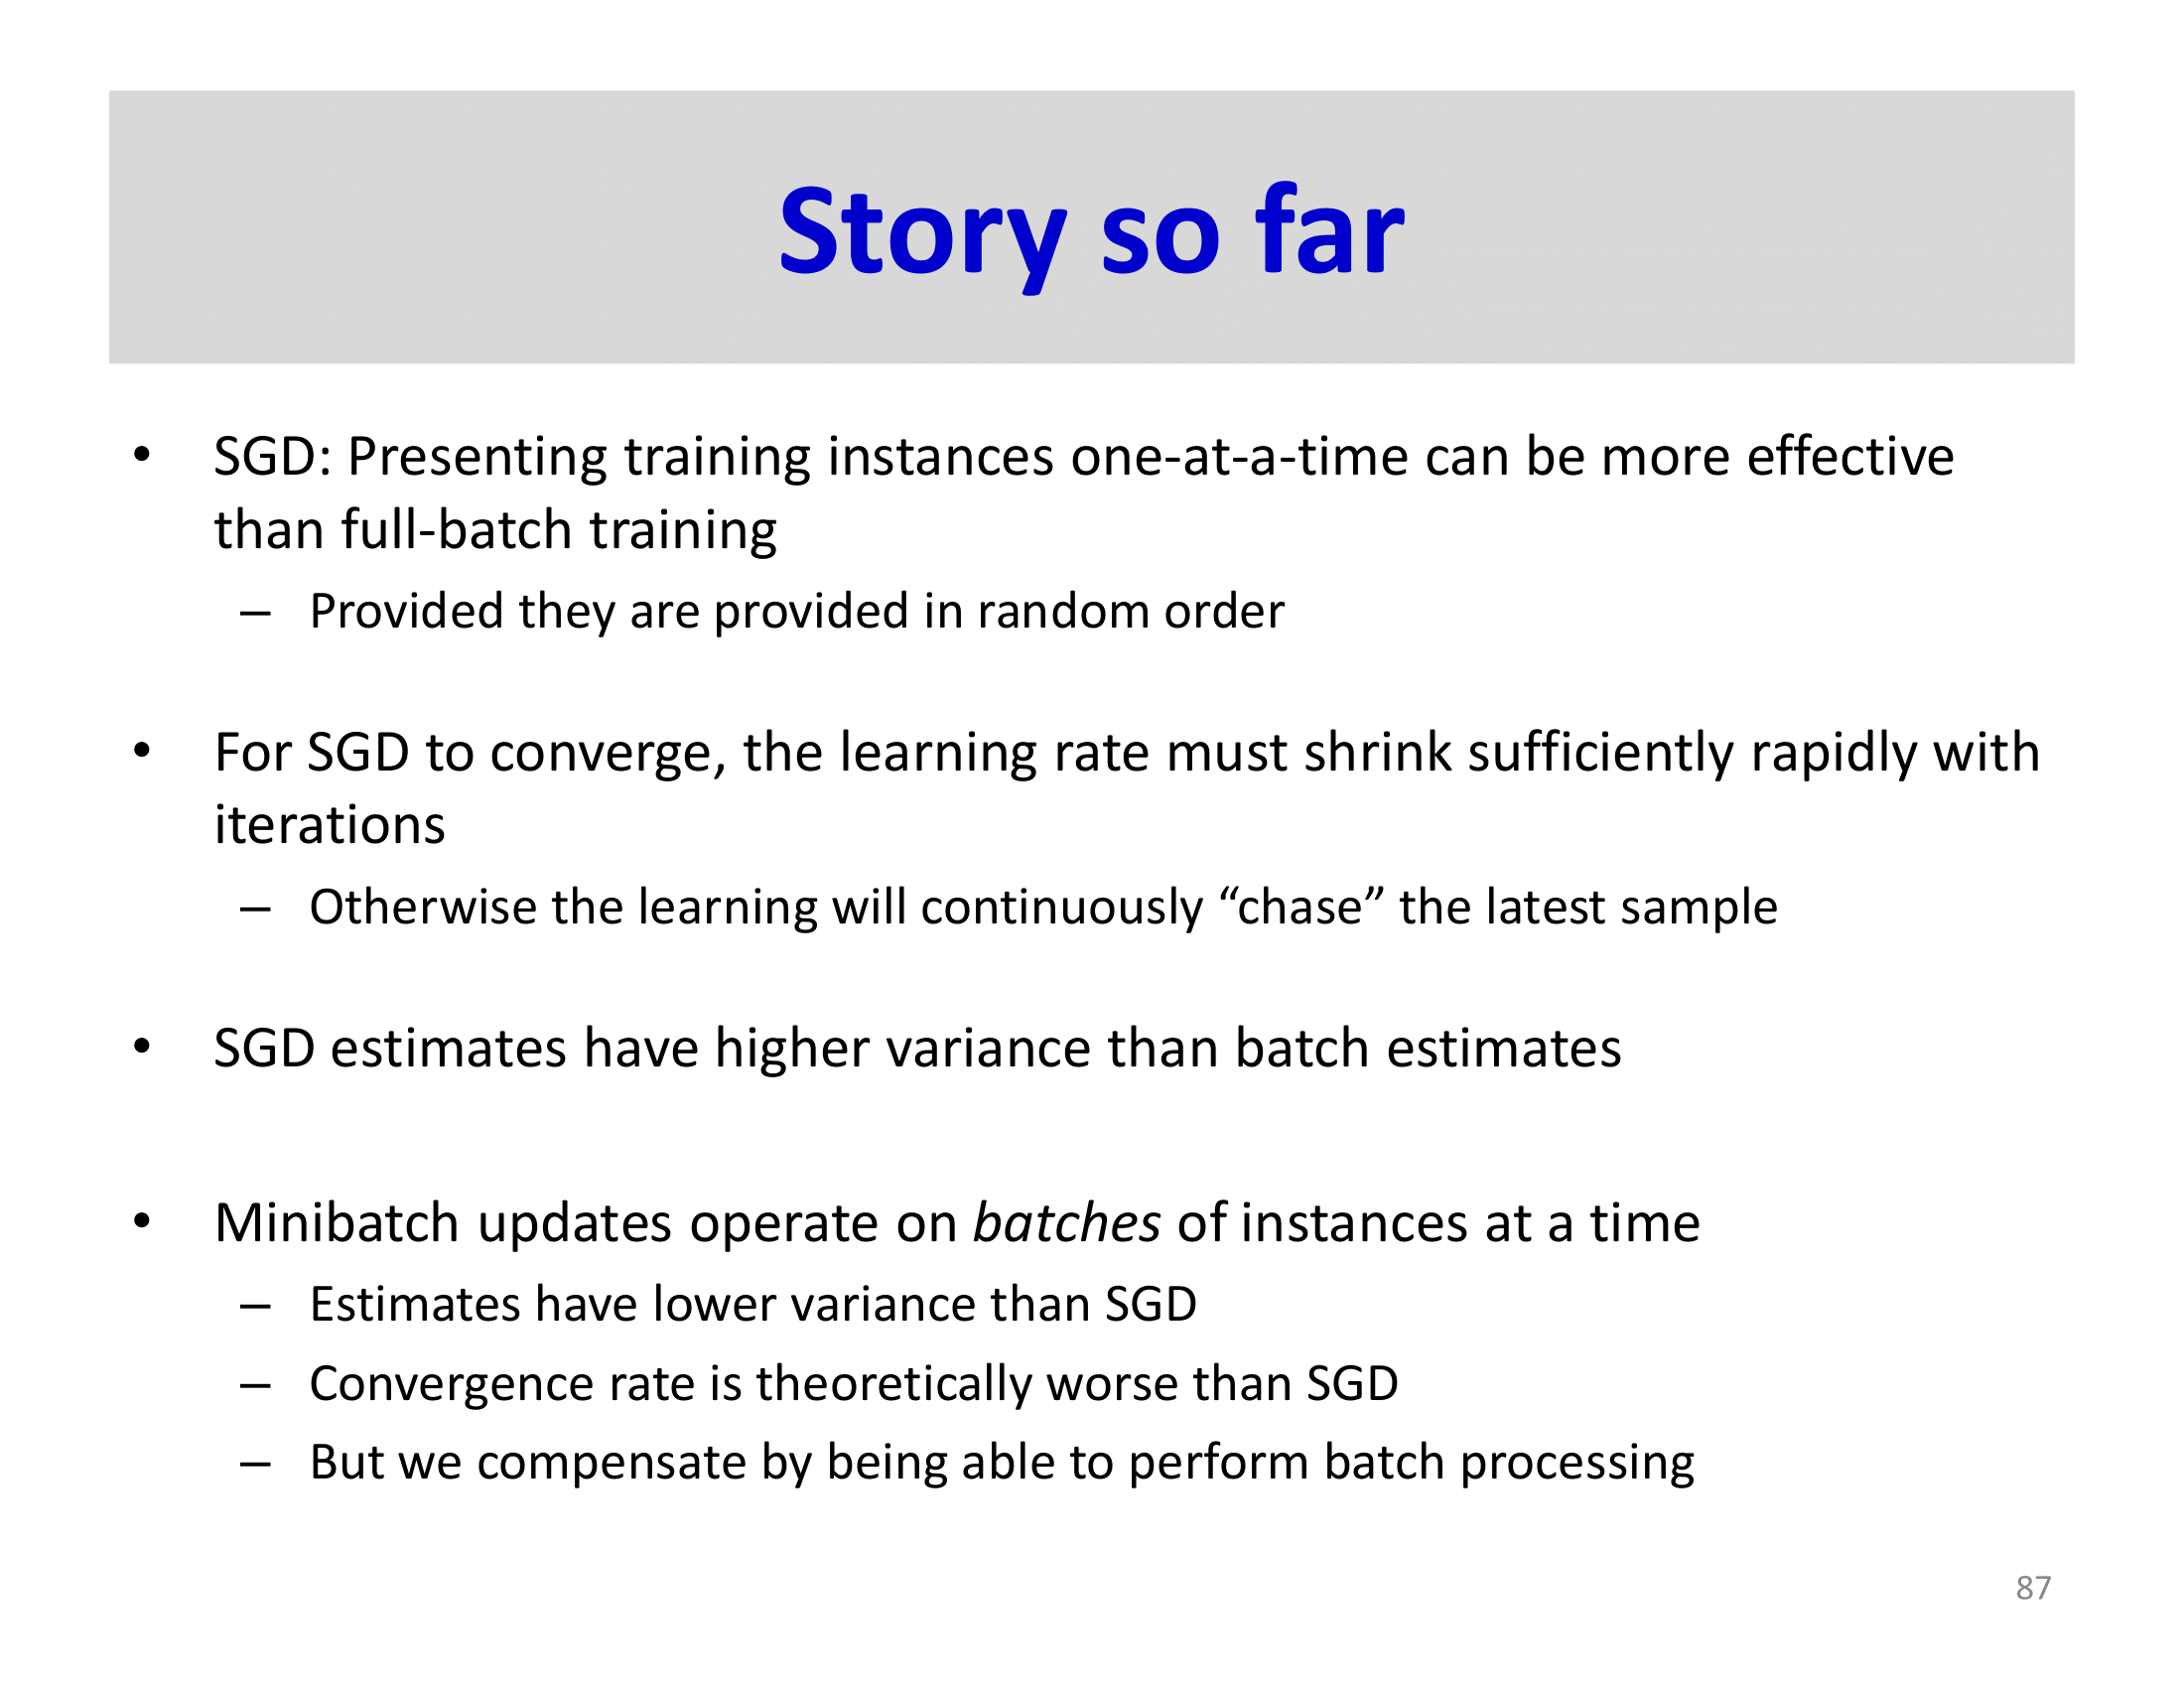 Story so far
• SGD: Presenting training instances one-at-a-time can be more effective
than full-batch training
– Provided they are provided in random order
• For SGD to converge, the learning rate must shrink sufficiently rapidly with
iterations
– Otherwise the learning will continuously “chase” the latest sample
• SGD estimates have higher variance than batch estimates
• Minibatch updates operate on batches of instances at a time
– Estimates have lower variance than SGD
– Convergence rate is theoretically worse than SGD
– But we compensate by being able to perform batch processing
87